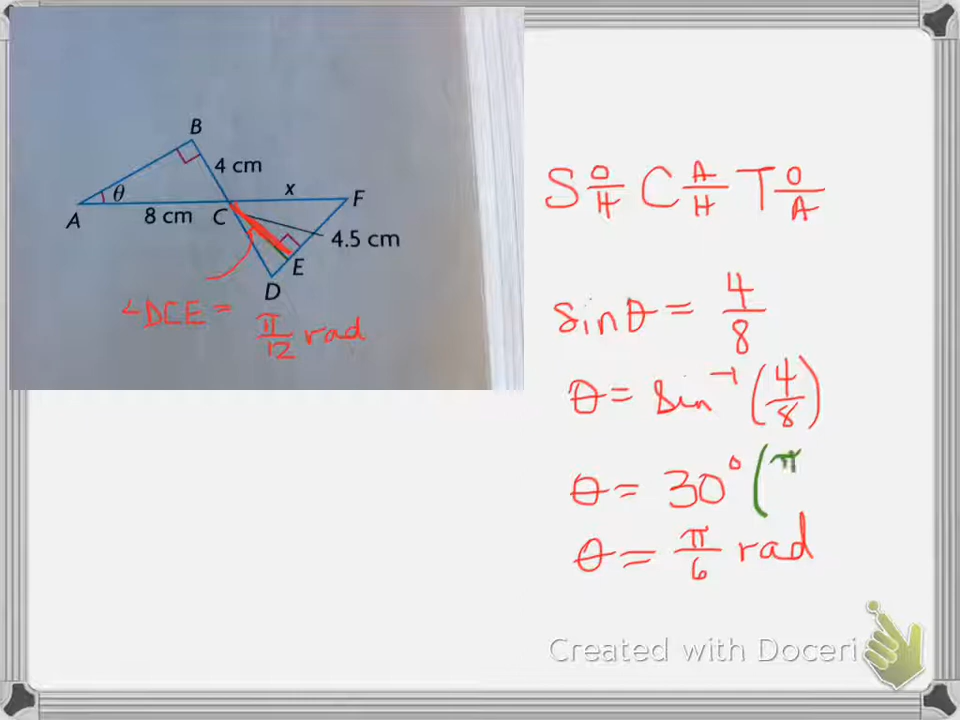 B
4 cm
θ
x
F
A
8 cm
C
4.5 cm
E
D
∠DCE = π/12 rad
S O/H C A/H T O/A
sinθ = 4/8
θ = sin⁻¹ (4/8)
θ = 30° (π
θ = π/6 rad
Created with Doceri